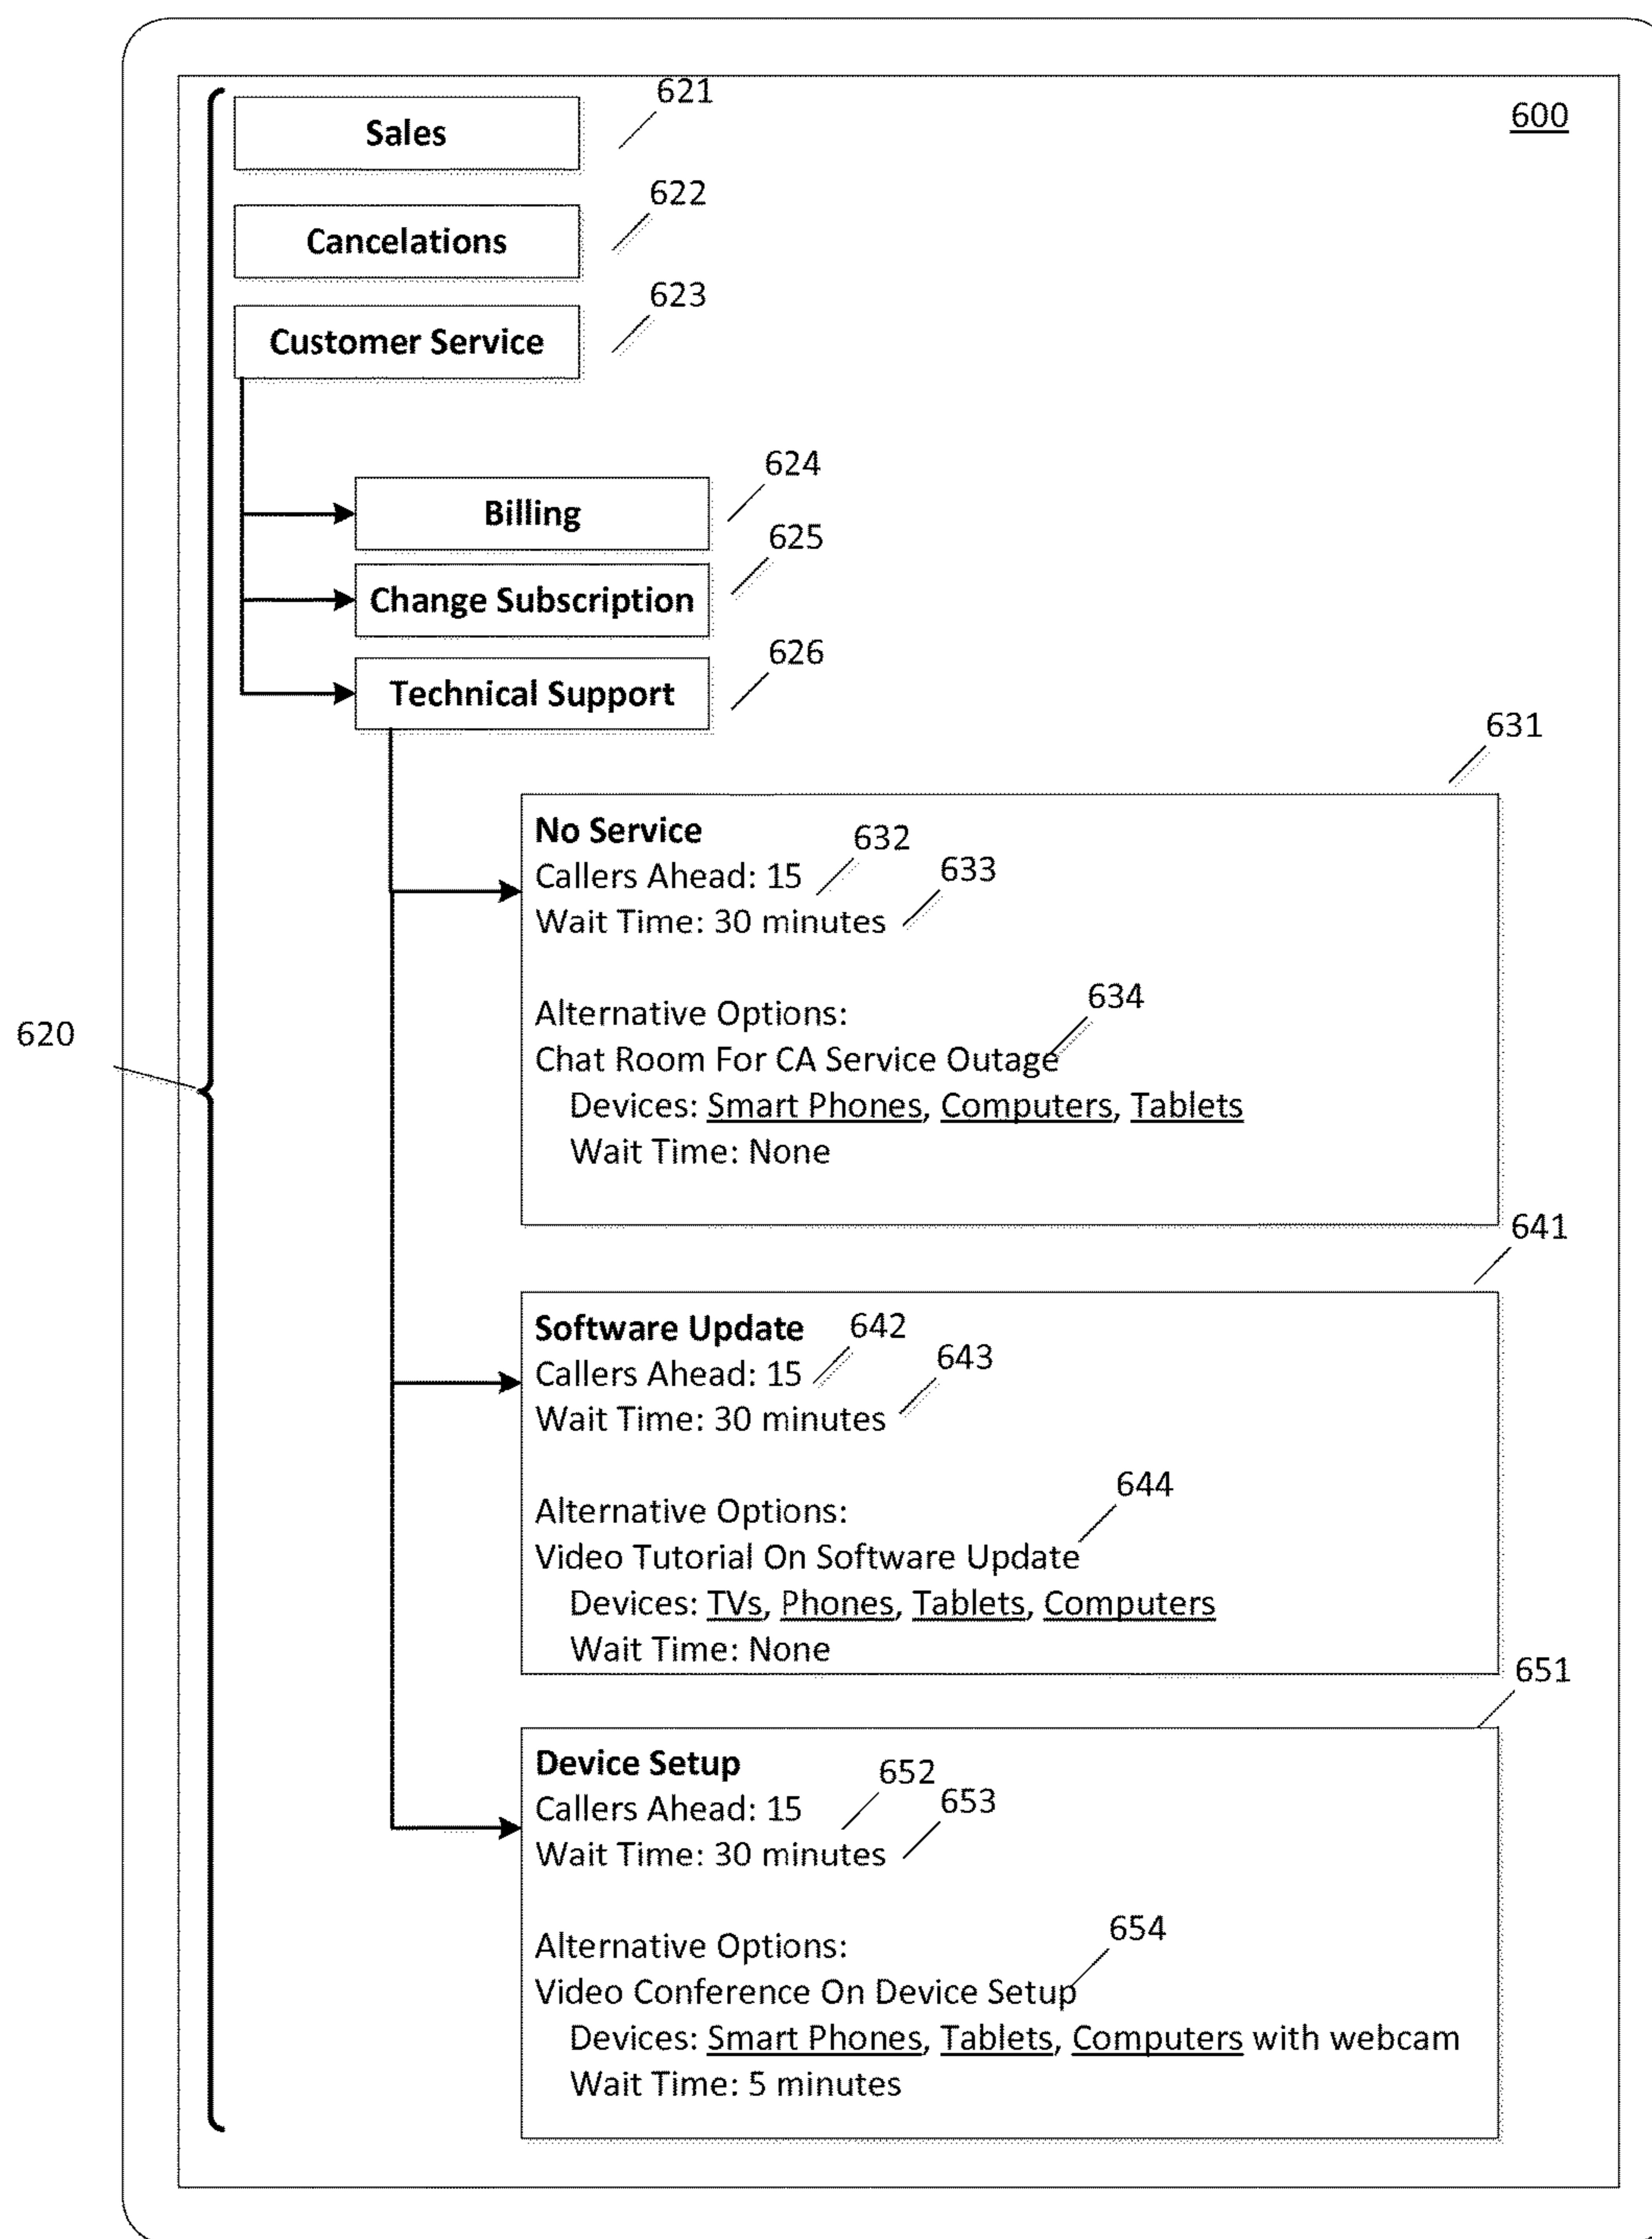 621
600
Sales
622
Cancelations
623
Customer Service
624
Billing
625
Change Subscription
626
Technical Support
631
No Service
632
Callers Ahead: 15
633
Wait Time: 30 minutes
634
Alternative Options:
620
Chat Room For CA Service Outage
Devices: Smart Phones, Computers, Tablets
Wait Time: None
641
Software Update
642
Callers Ahead: 15
643
Wait Time: 30 minutes
644
Alternative Options:
Video Tutorial On Software Update
Devices: TVs, Phones, Tablets, Computers
Wait Time: None
651
Device Setup
652
Callers Ahead: 15
653
Wait Time: 30 minutes
654
Alternative Options:
Video Conference On Device Setup
Devices: Smart Phones, Tablets, Computers with webcam
Wait Time: 5 minutes